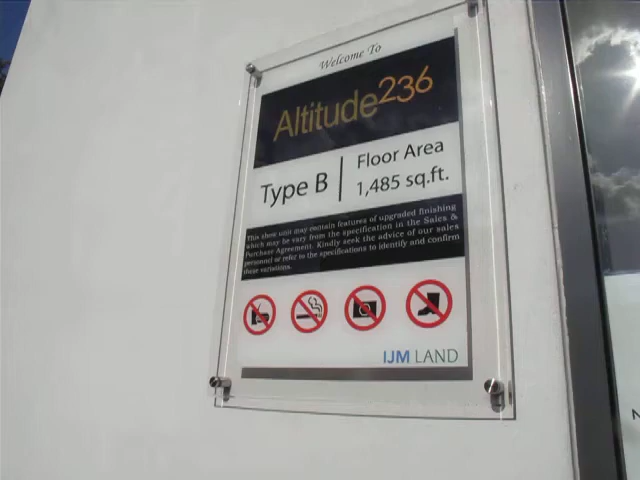 Welcome To
Altitude236
Type B
Floor Area
1,485 sq.ft.
This show unit may contain features of upgraded finishing
which may be vary from the specification in the Sales &
Purchase Agreement. Kindly seek the advice of our sales
personnel or refer to the specifications to identify and confirm
these variations.
IJM LAND